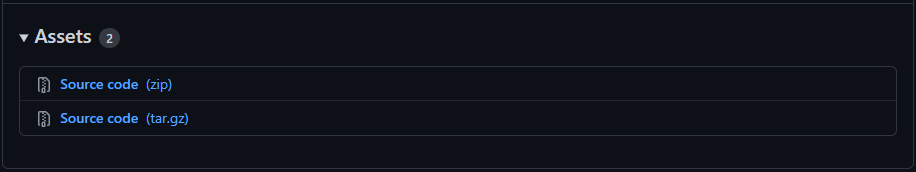 Assets 2
Source code (zip)
Source code (tar.gz)